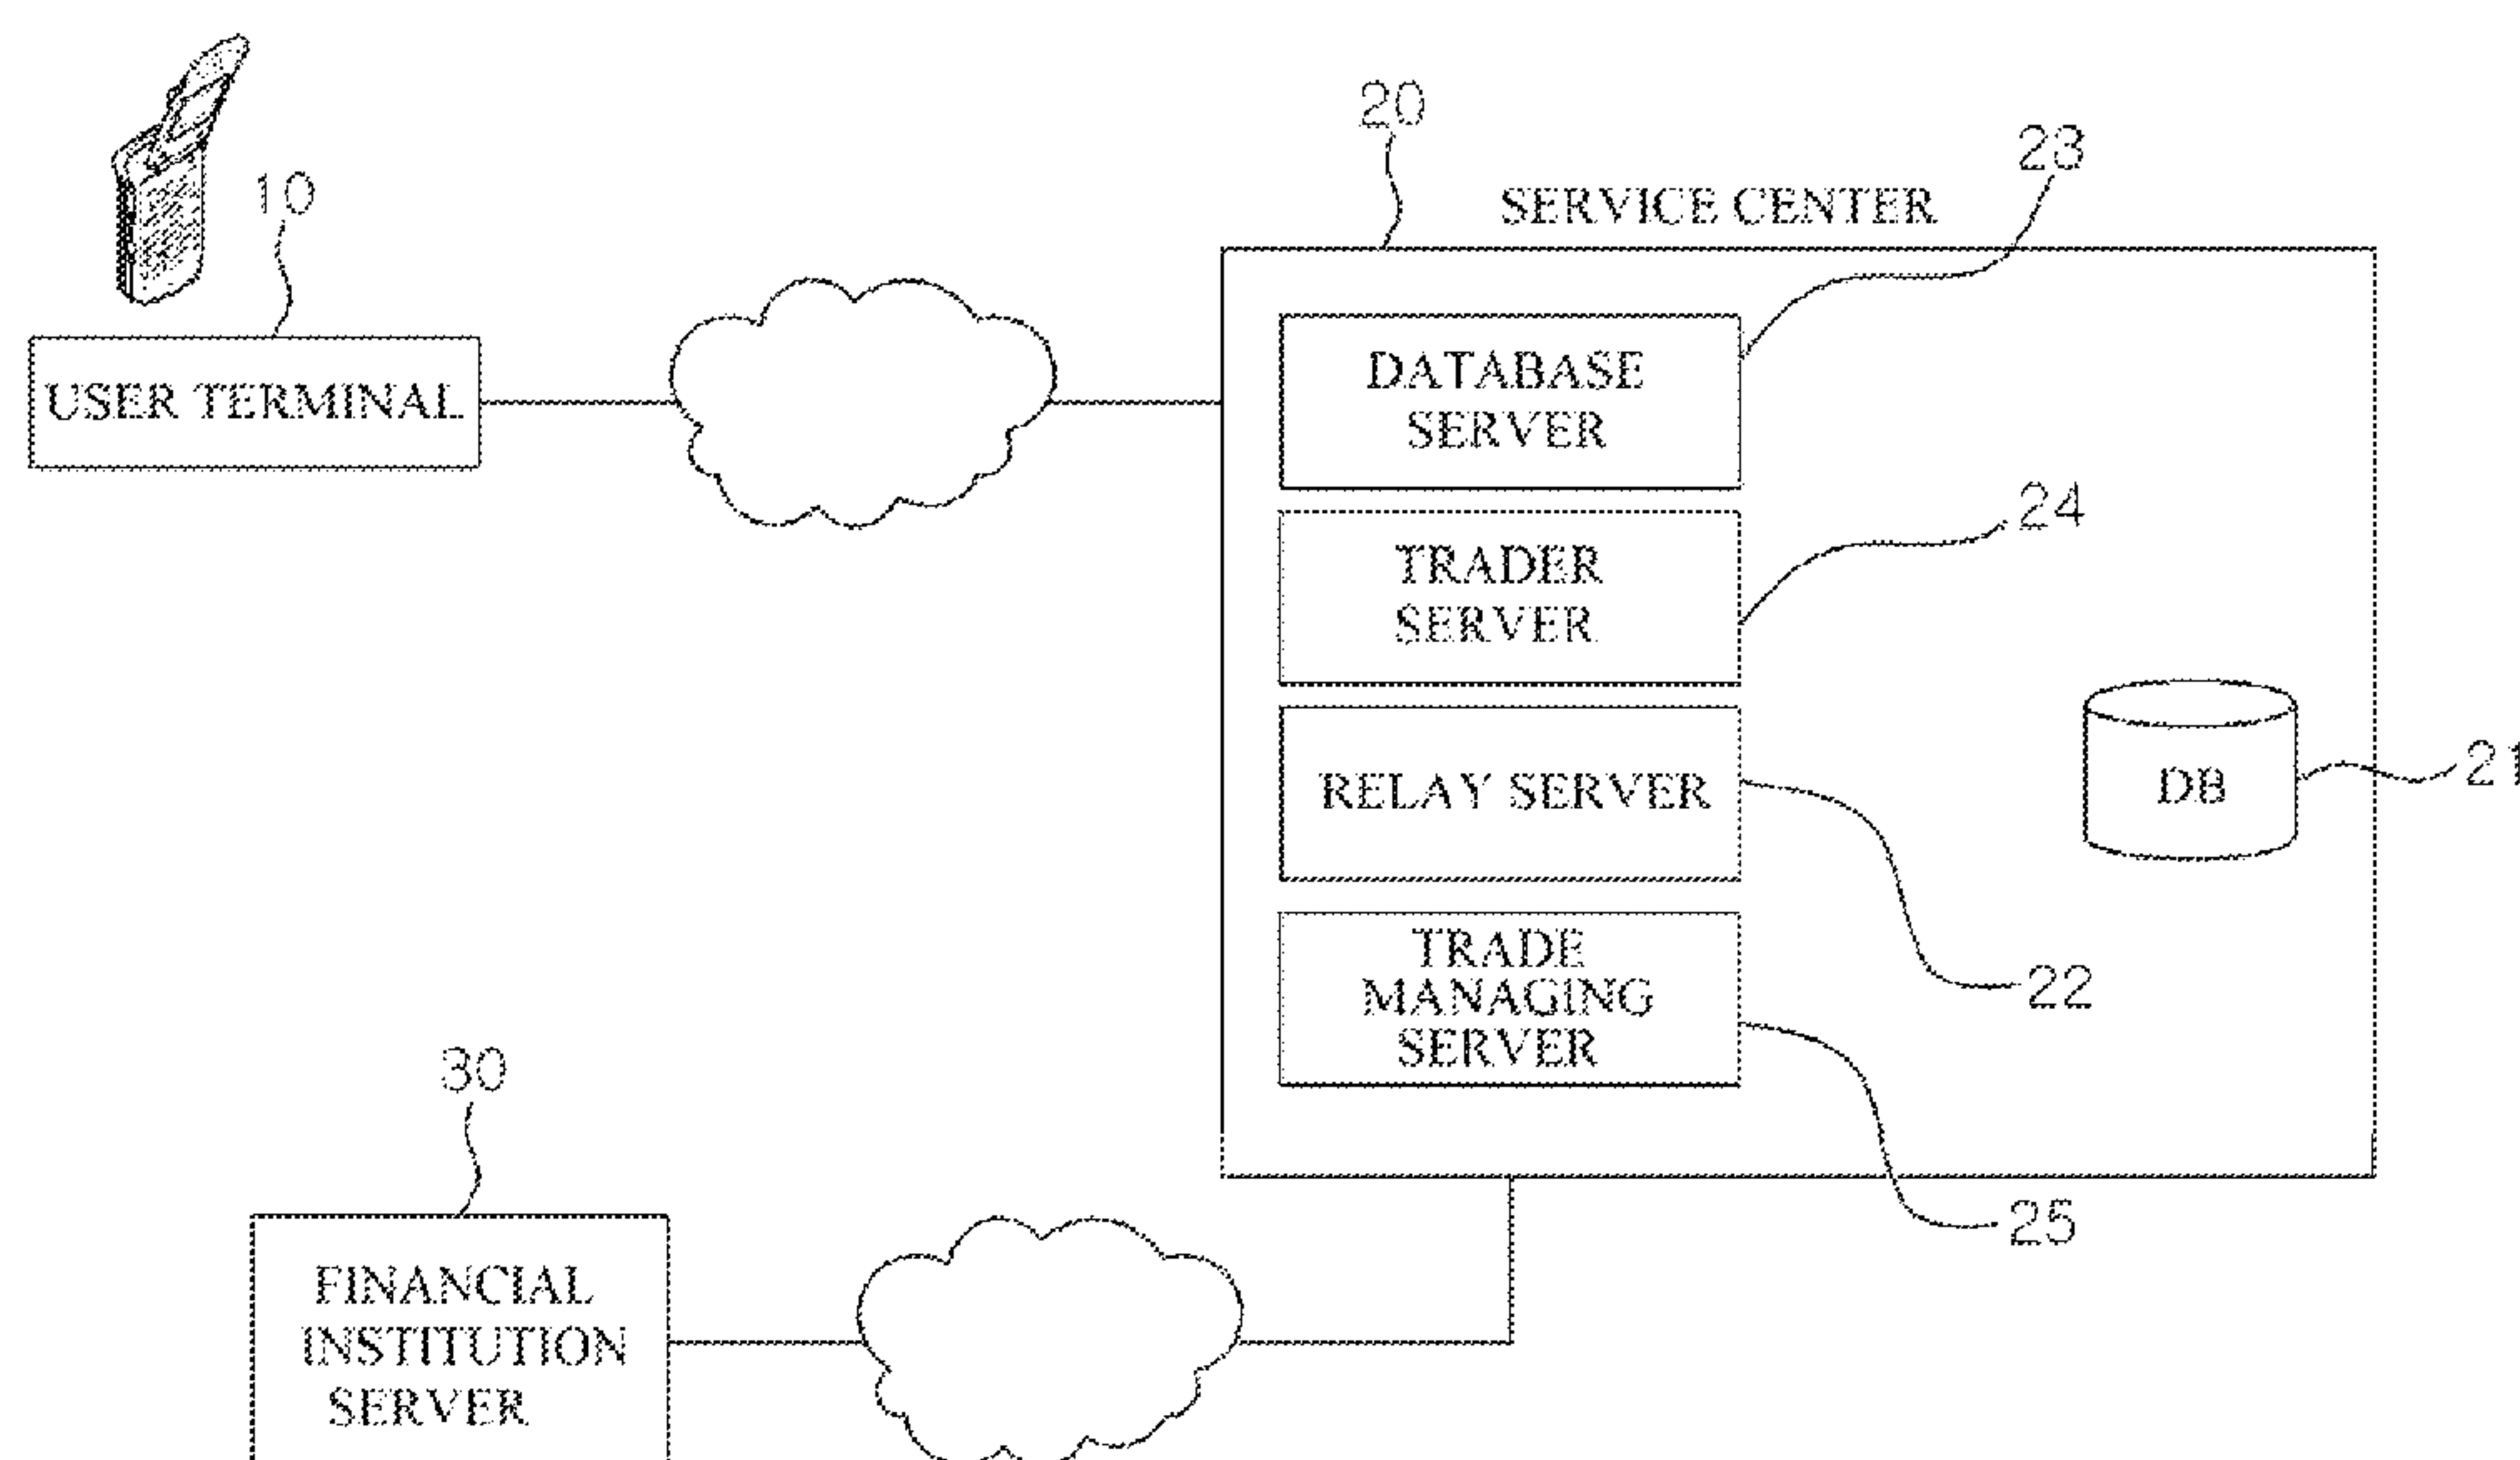 20
23
SERVICE CENTER
10
USER TERMINAL
DATABASE
SERVER
24
TRADER
SERVER
RELAY SERVER
DB
21
TRADE
MANAGING
SERVER
22
30
25
FINANCIAL
INSTITUTION
SERVER